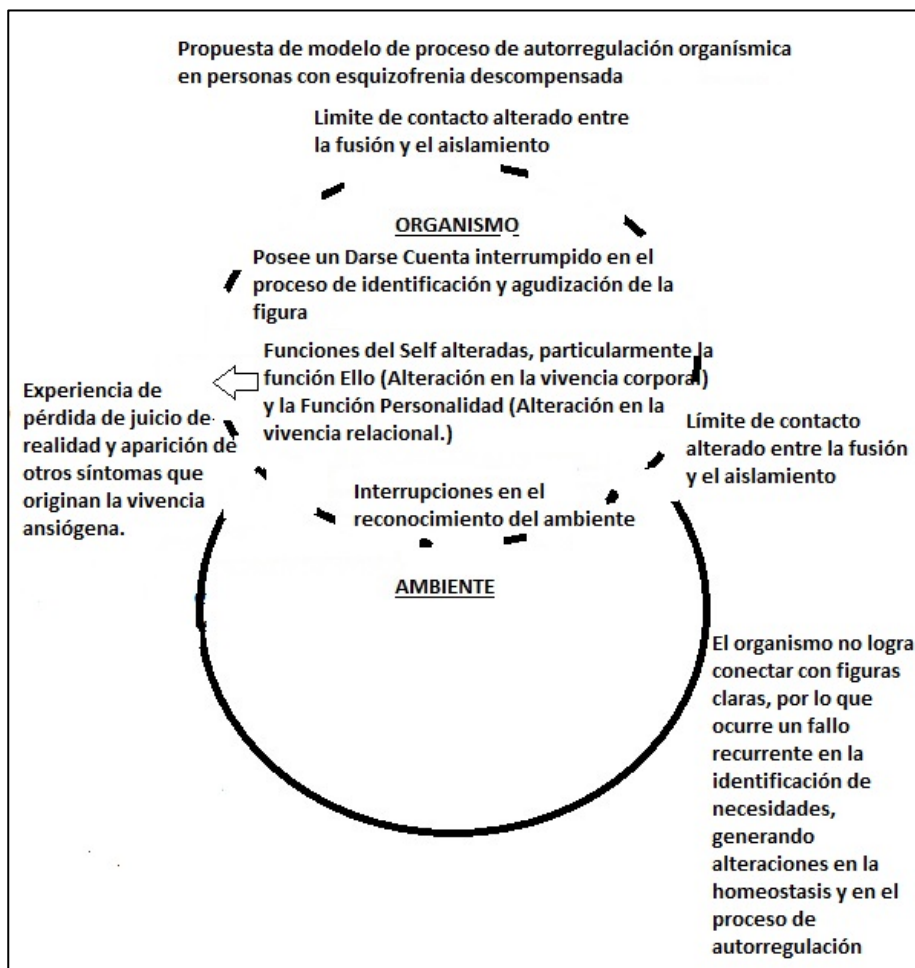 Propuesta de modelo de proceso de autorregulación organísmica
en personas con esquizofrenia descompensada
Limite de contacto alterado entre
la fusión y el aislamiento
ORGANISMO
Posee un Darse Cuenta interrumpido en el
proceso de identificación y agudización de la
figura
Funciones del Self alteradas, particularmente la
función Ello (Alteración en la vivencia corporal)
y la Función Personalidad (Alteración en la
vivencia relacional.)
Experiencia de
pérdida de juicio de
realidad y aparición de
otros síntomas que
originan la vivencia
ansiógena.
Límite de contacto
alterado entre la fusión
y el aislamiento
Interrupciones en el
reconocimiento del ambiente
AMBIENTE
El organismo no logra
conectar con figuras
claras, por lo que
ocurre un fallo
recurrente en la
identificación de
necesidades,
generando
alteraciones en la
homeostasis y en el
proceso de
autorregulación